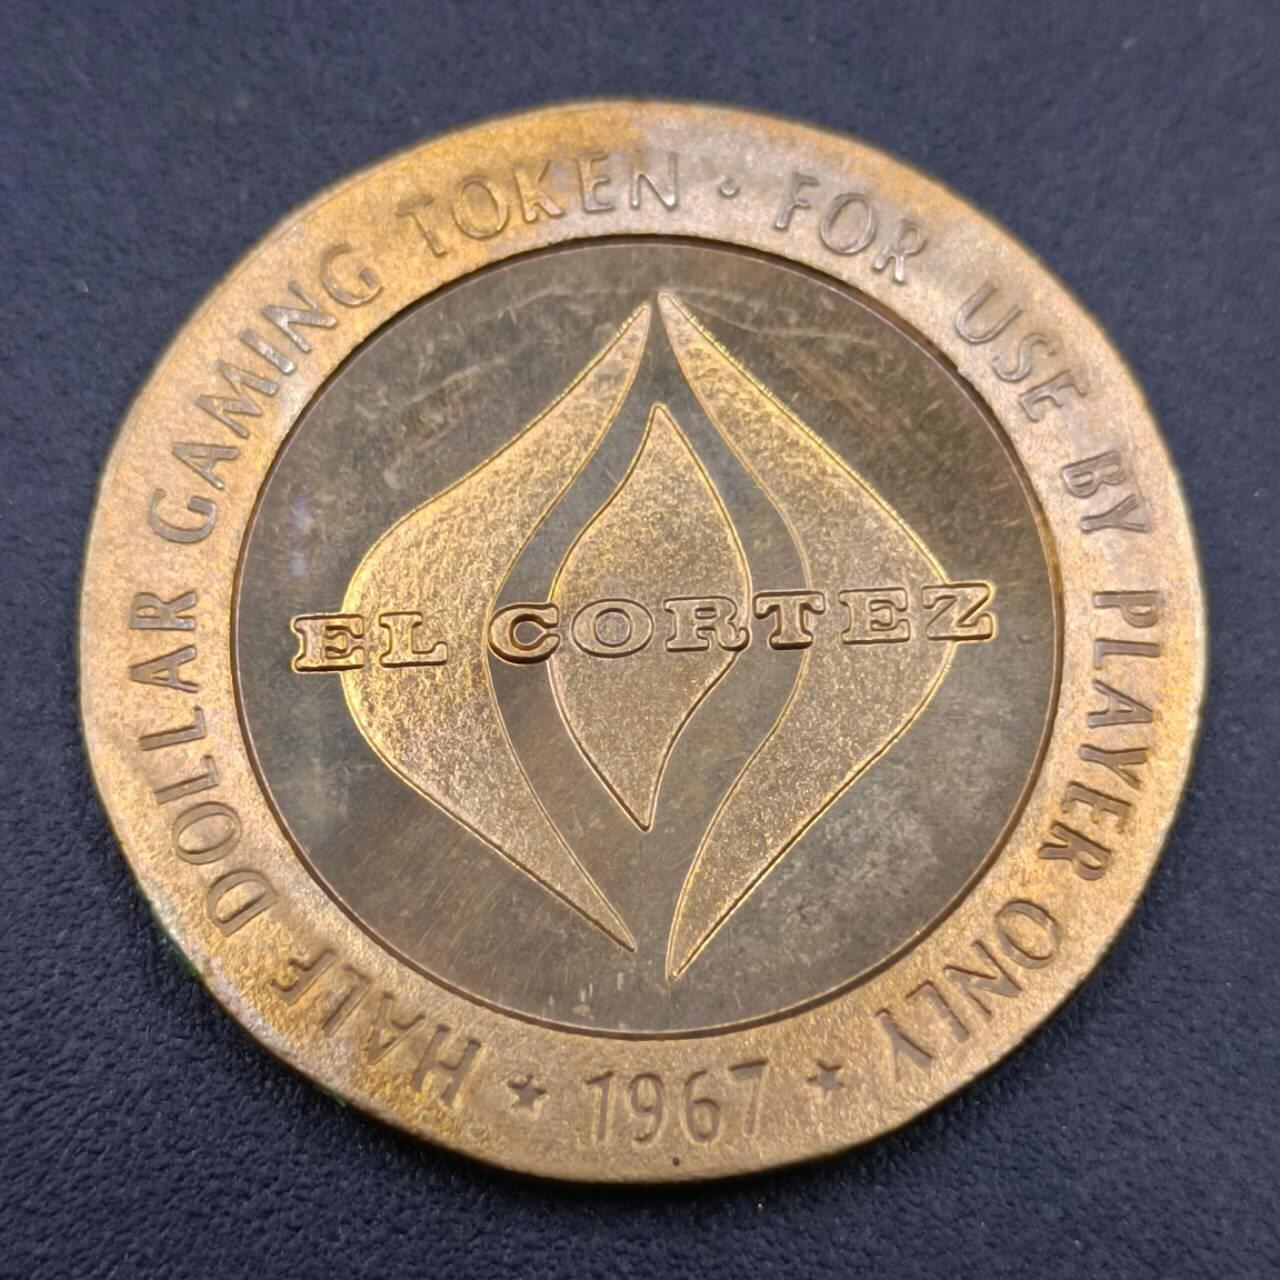 HALF DOLLAR GAMING TOKEN · FOR USE BY PLAYER ONLY
EL CORTEZ
★ 1967 ★